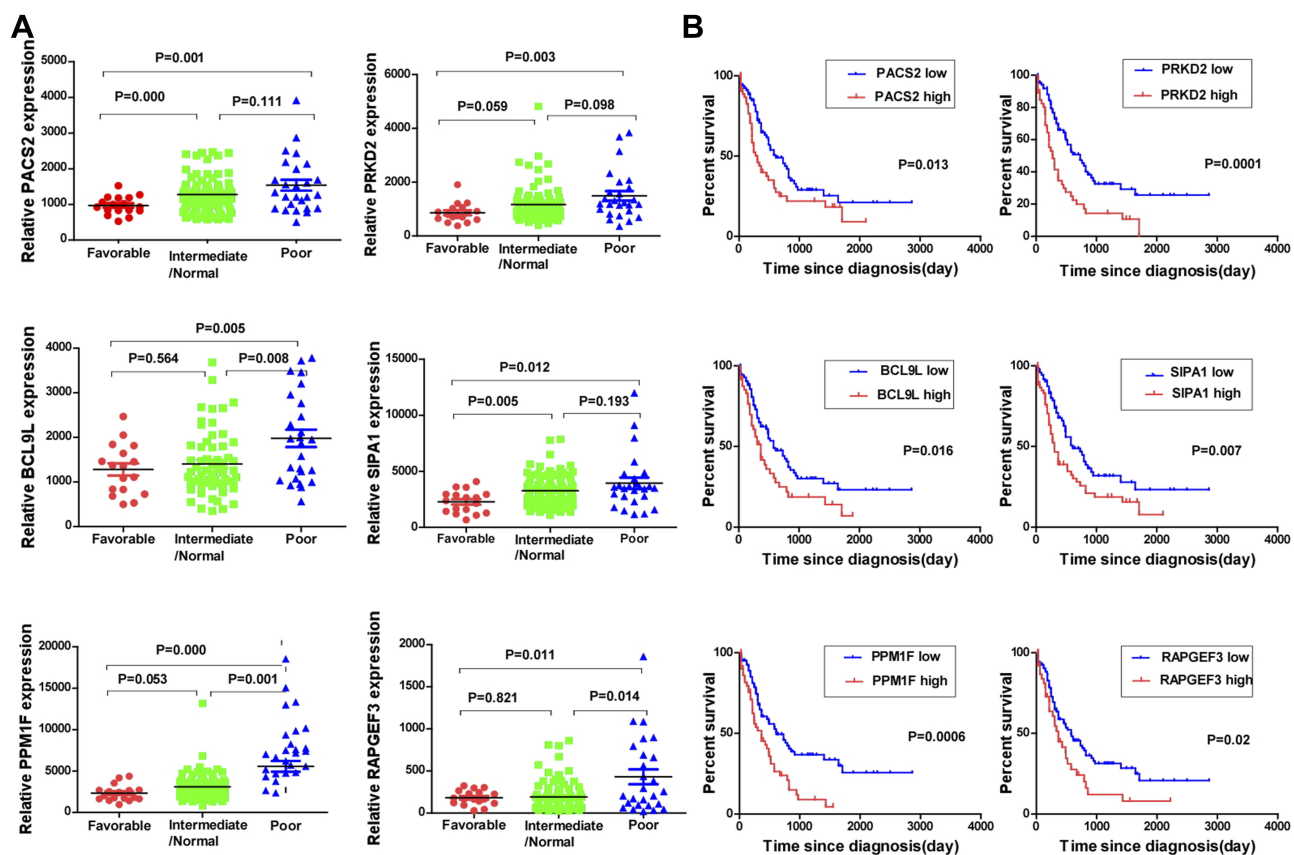 A
B
Relative PACS2 expression
5000
4000
3000
2000
1000
0
P=0.001
P=0.000
P=0.111
Favorable
Intermediate
/Normal
Poor
Relative PRKD2 expression
6000
4000
2000
0
P=0.003
P=0.059
P=0.098
Favorable
Intermediate
/Normal
Poor
Percent survival
100
50
0
PACS2 low
PACS2 high
P=0.013
0
1000
2000
3000
4000
Time since diagnosis(day)
Percent survival
100
80
60
40
20
0
PRKD2 low
PRKD2 high
P=0.0001
0
1000
2000
3000
4000
Time since diagnosis(day)
Relative BCL9L expression
4000
3000
2000
1000
0
P=0.005
P=0.564
P=0.008
Favorable
Intermediate
/Normal
Poor
Relative SIPA1 expression
15000
10000
5000
0
P=0.012
P=0.005
P=0.193
Favorable
Intermediate
/Normal
Poor
Percent survival
100
50
0
BCL9L low
BCL9L high
P=0.016
0
1000
2000
3000
4000
Time since diagnosis(day)
Percent survival
100
50
0
SIPA1 low
SIPA1 high
P=0.007
0
1000
2000
3000
4000
Time since diagnosis(day)
Relative PPM1F expression
20000
15000
10000
5000
0
P=0.000
P=0.053
P=0.001
Favorable
Intermediate
/Normal
Poor
Relative RAPGEF3 expression
2000
1500
1000
500
0
P=0.011
P=0.821
P=0.014
Favorable
Intermediate
/Normal
Poor
Percent survival
100
50
0
PPM1F low
PPM1F high
P=0.0006
0
1000
2000
3000
4000
Time since diagnosis(day)
Percent survival
100
50
0
RAPGEF3 low
RAPGEF3 high
P=0.02
0
1000
2000
3000
4000
Time since diagnosis(day)